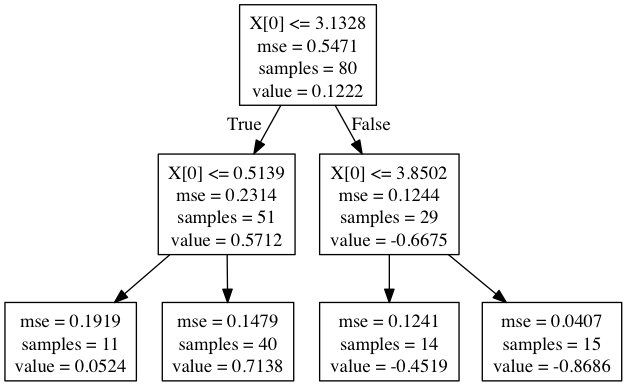 X[0] <= 3.1328
mse = 0.5471
samples = 80
value = 0.1222
True
False
X[0] <= 0.5139
mse = 0.2314
samples = 51
value = 0.5712
X[0] <= 3.8502
mse = 0.1244
samples = 29
value = -0.6675
mse = 0.1919
samples = 11
value = 0.0524
mse = 0.1479
samples = 40
value = 0.7138
mse = 0.1241
samples = 14
value = -0.4519
mse = 0.0407
samples = 15
value = -0.8686